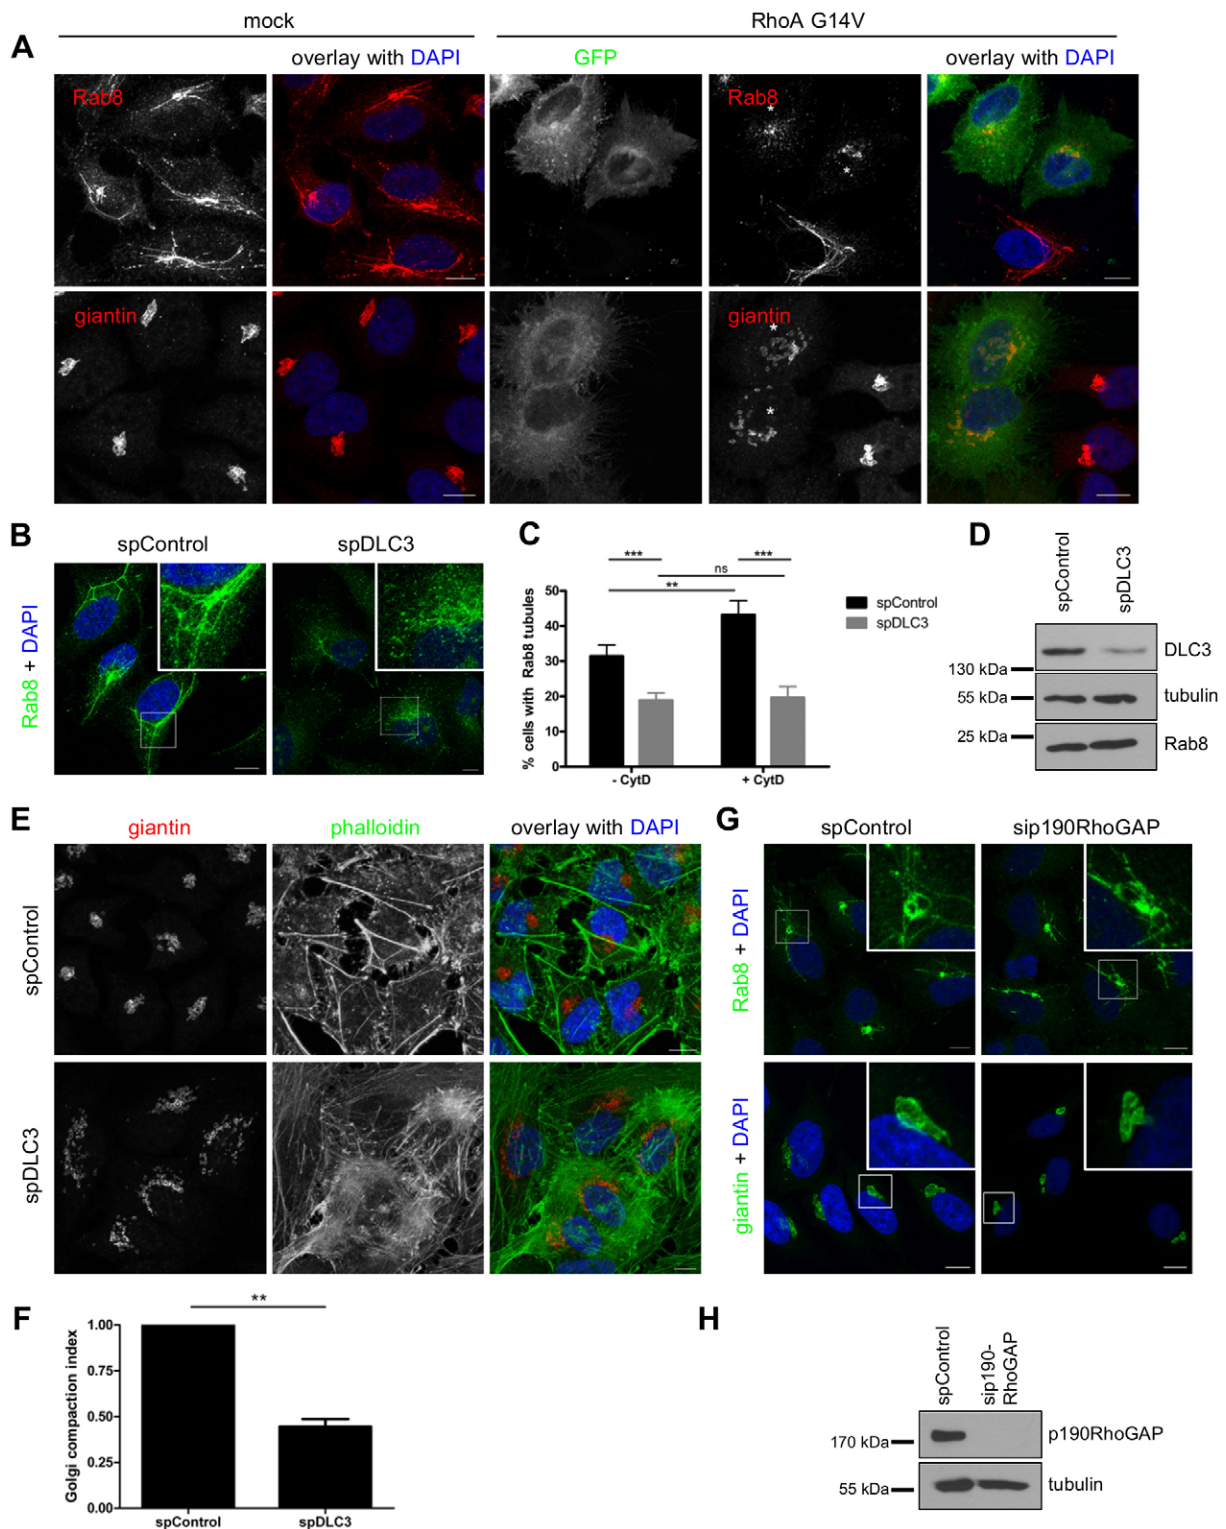 mock
RhoA G14V
A
overlay with DAPI
GFP
overlay with DAPI
Rab8
Rab8
*
*
giantin
giantin
*
*
B
spControl
spDLC3
Rab8 + DAPI
C
***
***
ns
**
% cells with Rab8 tubules
50
40
30
20
10
0
- CytD
+ CytD
spControl
spDLC3
D
spControl
spDLC3
DLC3
130 kDa
55 kDa
tubulin
25 kDa
Rab8
E
giantin
phalloidin
overlay with DAPI
spControl
spDLC3
G
spControl
sip190RhoGAP
Rab8 + DAPI
giantin + DAPI
F
**
Golgi compaction index
1.00
0.75
0.50
0.25
0.00
spControl
spDLC3
H
spControl
sip190-
RhoGAP
p190RhoGAP
170 kDa
55 kDa
tubulin